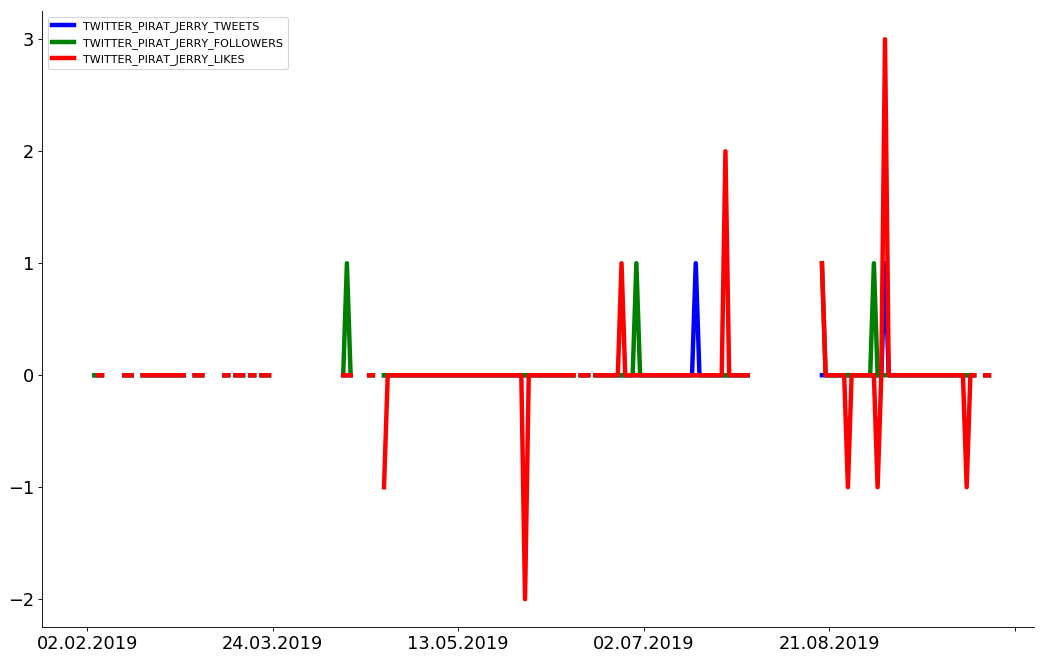 TWITTER_PIRAT_JERRY_TWEETS
TWITTER_PIRAT_JERRY_FOLLOWERS
TWITTER_PIRAT_JERRY_LIKES
3
2
1
0
−1
−2
02.02.2019 24.03.2019 13.05.2019 02.07.2019 21.08.2019